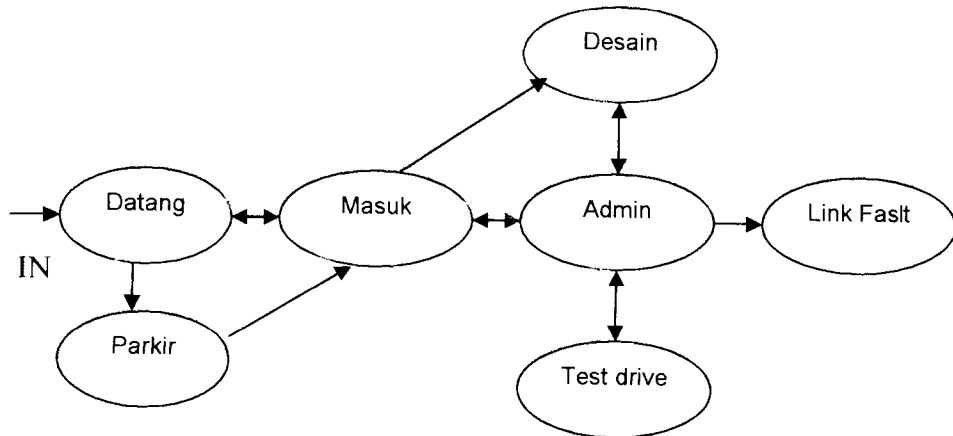 Desain
Datang
Masuk
Admin
Link Faslt
IN
Parkir
Test drive